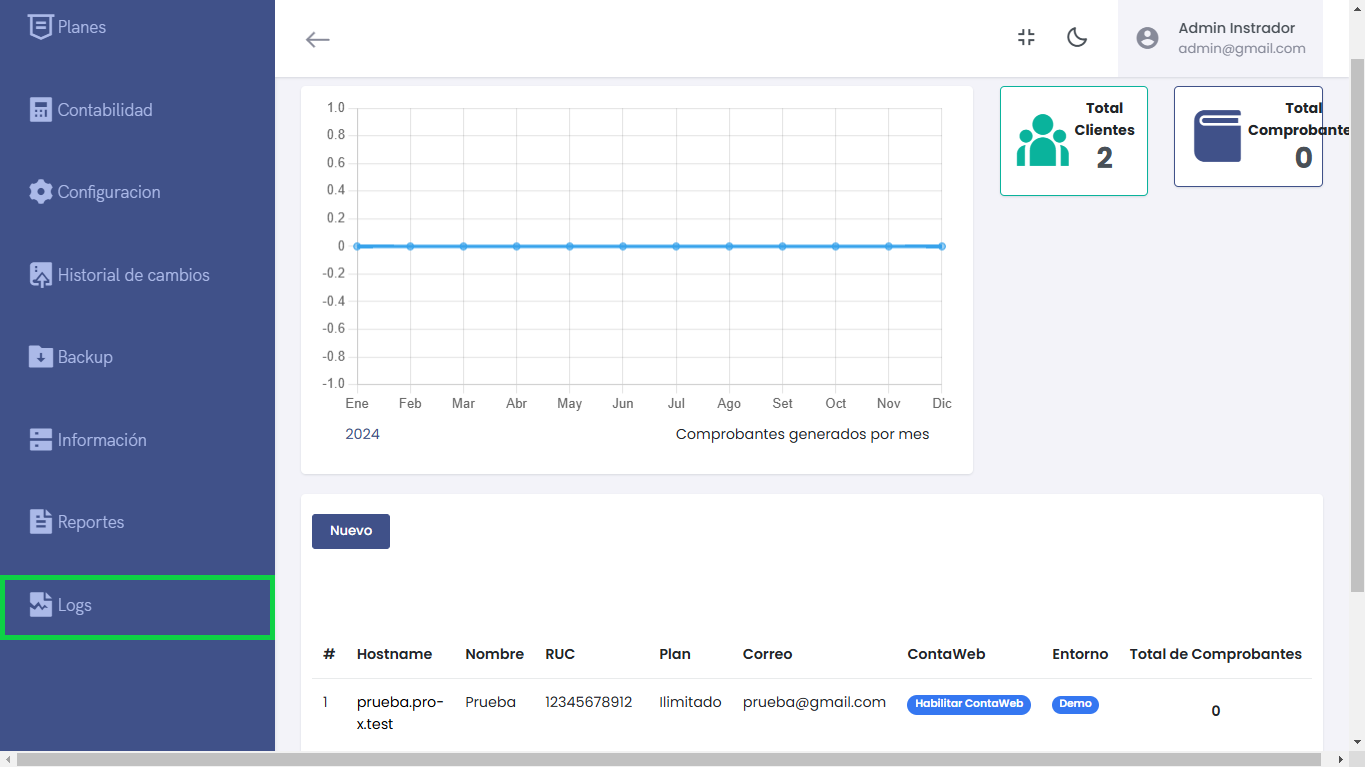 Planes
Contabilidad
Configuracion
Historial de cambios
Backup
Información
Reportes
Logs
Admin Instrador
admin@gmail.com
1.0
0.8
0.6
0.4
0.2
0
-0.2
-0.4
-0.6
-0.8
-1.0
Ene Feb Mar Abr May Jun Jul Ago Set Oct Nov Dic
2024 Comprobantes generados por mes
Total
Clientes
2
Total
Comprobante
0
Nuevo
# Hostname Nombre RUC Plan Correo ContaWeb Entorno Total de Comprobantes
1 prueba.pro- Prueba 12345678912 Ilimitado prueba@gmail.com Habilitar ContaWeb Demo 0
x.test